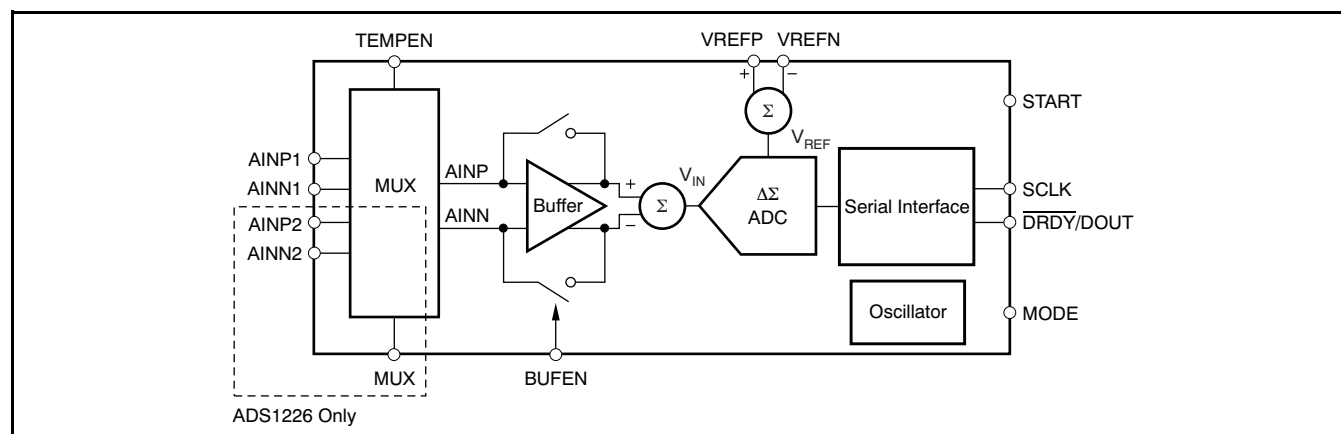 TEMPEN
VREFP VREFN
+ −
Σ
V_REF
START
AINP1
AINN1
AINP2
AINN2
MUX
AINP
AINN
Buffer
+
−
Σ
V_IN
ΔΣ
ADC
Serial Interface
SCLK
D̅R̅D̅Y̅/DOUT
Oscillator
MODE
MUX
BUFEN
ADS1226 Only